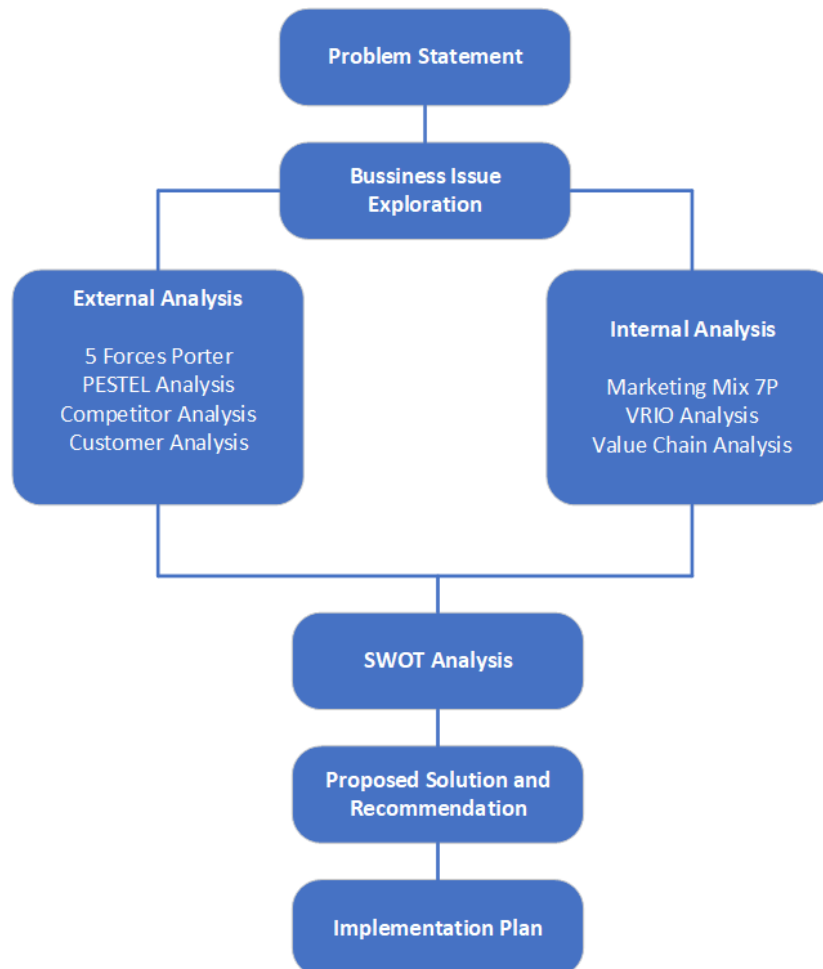 Problem Statement
Bussiness Issue
Exploration
External Analysis
5 Forces Porter
PESTEL Analysis
Competitor Analysis
Customer Analysis
Internal Analysis
Marketing Mix 7P
VRIO Analysis
Value Chain Analysis
SWOT Analysis
Proposed Solution and
Recommendation
Implementation Plan